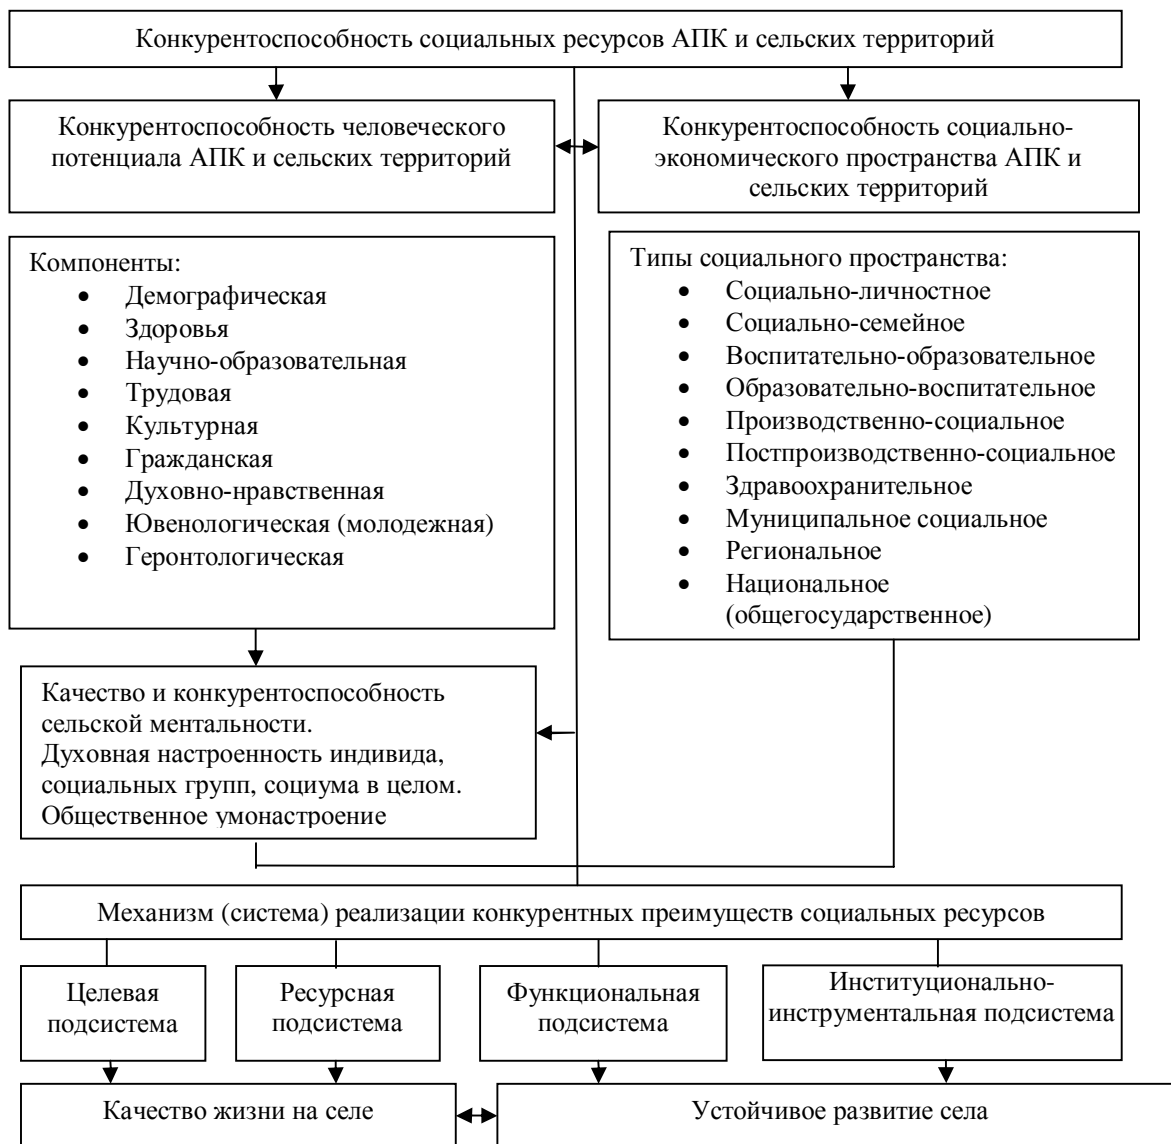 Конкурентоспособность социальных ресурсов АПК и сельских территорий
Конкурентоспособность человеческого
потенциала АПК и сельских территорий
Конкурентоспособность социально-
экономического пространства АПК и
сельских территорий
Компоненты:
• Демографическая
• Здоровья
• Научно-образовательная
• Трудовая
• Культурная
• Гражданская
• Духовно-нравственная
• Ювенологическая (молодежная)
• Геронтологическая
Типы социального пространства:
• Социально-личностное
• Социально-семейное
• Воспитательно-образовательное
• Образовательно-воспитательное
• Производственно-социальное
• Постпроизводственно-социальное
• Здравоохранительное
• Муниципальное социальное
• Региональное
• Национальное
(общегосударственное)
Качество и конкурентоспособность
сельской ментальности.
Духовная настроенность индивида,
социальных групп, социума в целом.
Общественное умонастроение
Механизм (система) реализации конкурентных преимуществ социальных ресурсов
Целевая
подсистема
Ресурсная
подсистема
Функциональная
подсистема
Институционально-
инструментальная подсистема
Качество жизни на селе
Устойчивое развитие села